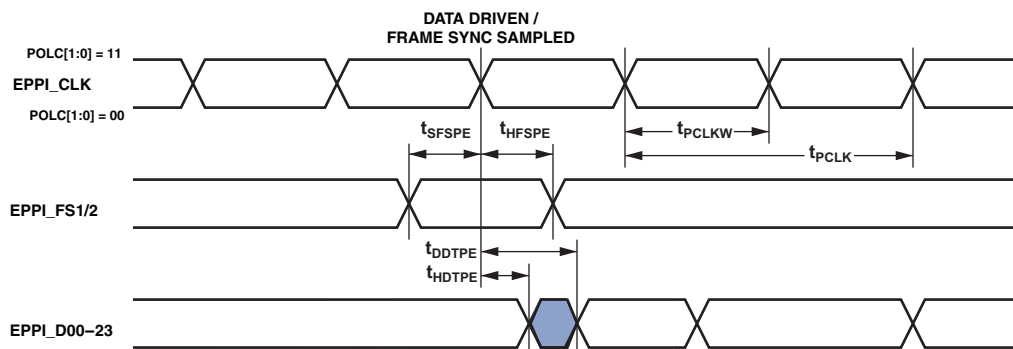 DATA DRIVEN /
FRAME SYNC SAMPLED
POLC[1:0] = 11
EPPI_CLK
POLC[1:0] = 00
tSFSPE
tHFSPE
tPCLKW
tPCLK
EPPI_FS1/2
tDDTPE
tHDTPE
EPPI_D00–23